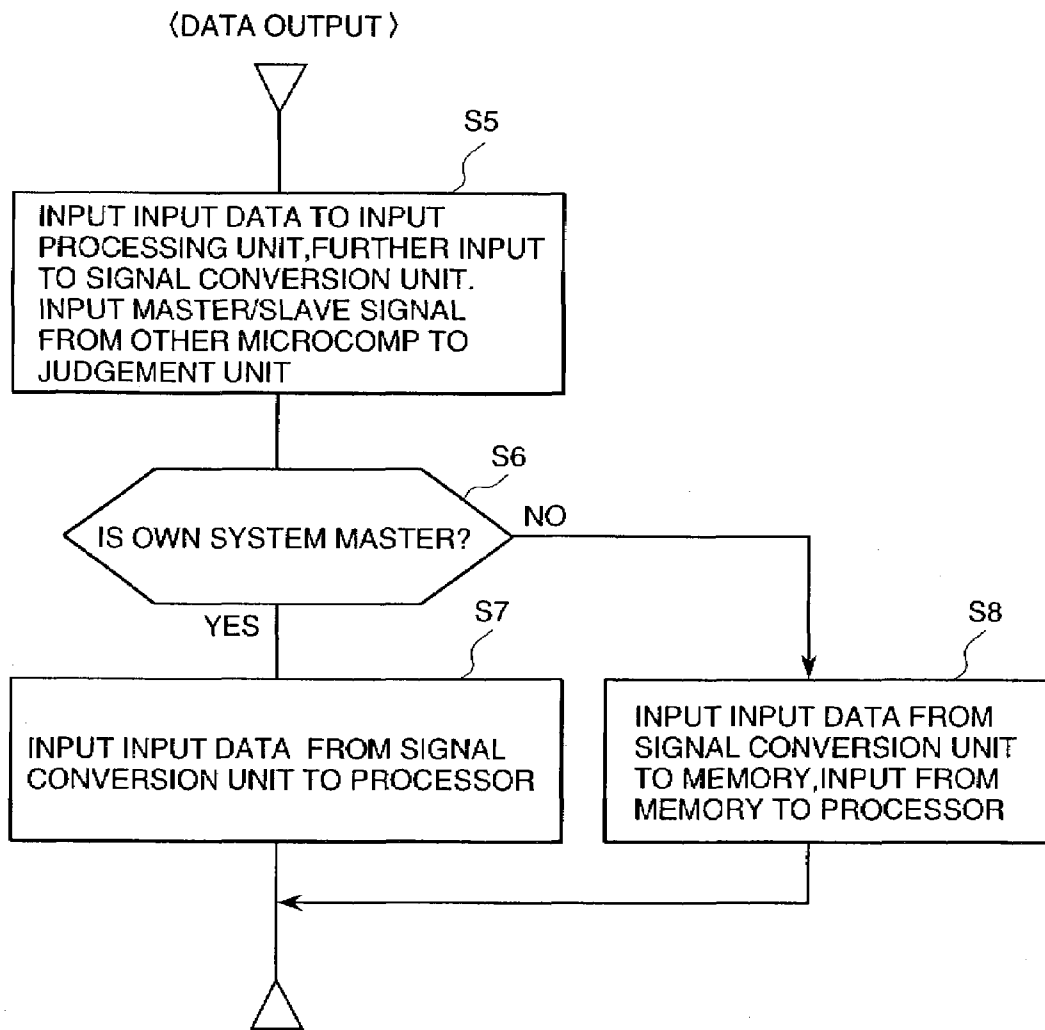 〈DATA OUTPUT〉
S5
INPUT INPUT DATA TO INPUT
PROCESSING UNIT,FURTHER INPUT
TO SIGNAL CONVERSION UNIT.
INPUT MASTER/SLAVE SIGNAL
FROM OTHER MICROCOMP TO
JUDGEMENT UNIT
S6
IS OWN SYSTEM MASTER?
NO
YES
S7
INPUT INPUT DATA FROM SIGNAL
CONVERSION UNIT TO PROCESSOR
S8
INPUT INPUT DATA FROM
SIGNAL CONVERSION UNIT
TO MEMORY,INPUT FROM
MEMORY TO PROCESSOR